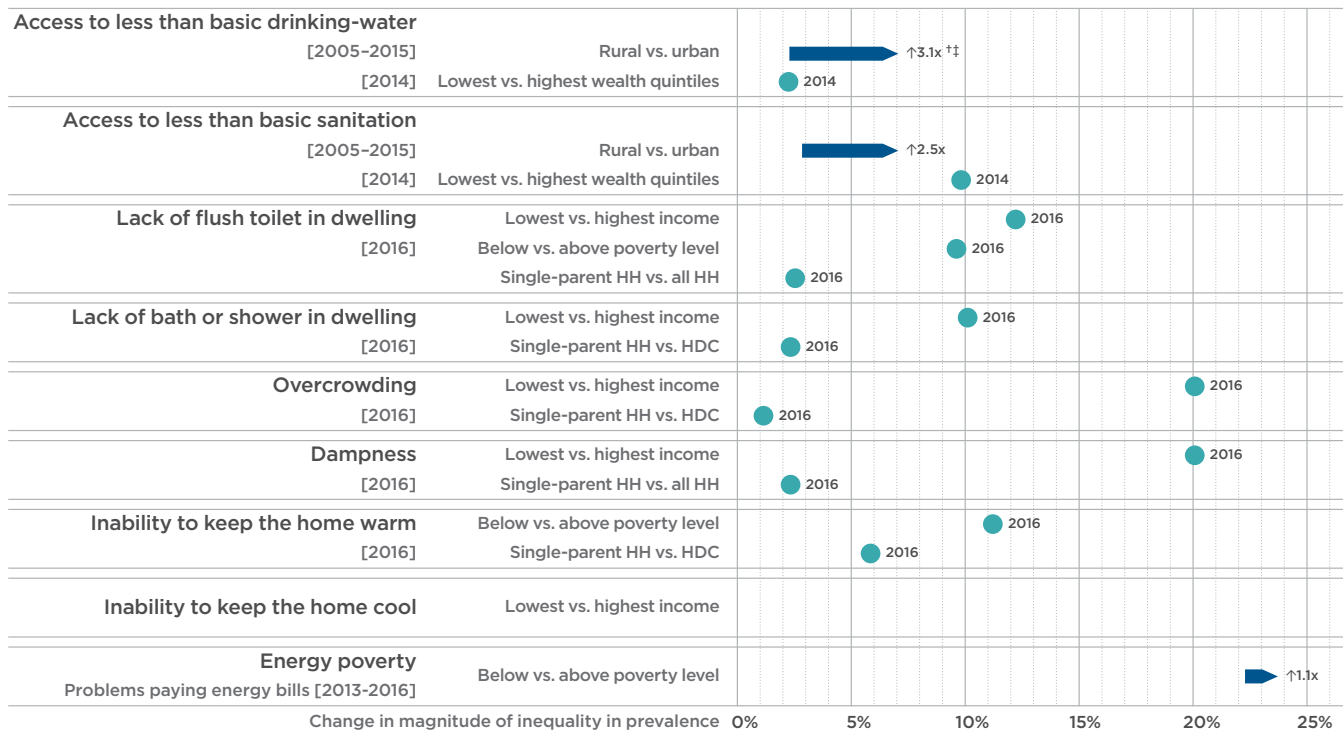 Access to less than basic drinking-water
[2005–2015] Rural vs. urban ↑3.1x †‡
[2014] Lowest vs. highest wealth quintiles 2014
Access to less than basic sanitation
[2005–2015] Rural vs. urban ↑2.5x
[2014] Lowest vs. highest wealth quintiles 2014
Lack of flush toilet in dwelling Lowest vs. highest income 2016
[2016] Below vs. above poverty level 2016
Single-parent HH vs. all HH 2016
Lack of bath or shower in dwelling Lowest vs. highest income 2016
[2016] Single-parent HH vs. HDC 2016
Overcrowding Lowest vs. highest income 2016
[2016] Single-parent HH vs. HDC 2016
Dampness Lowest vs. highest income 2016
[2016] Single-parent HH vs. all HH 2016
Inability to keep the home warm Below vs. above poverty level 2016
[2016] Single-parent HH vs. HDC 2016
Inability to keep the home cool Lowest vs. highest income
Energy poverty
Below vs. above poverty level ↑1.1x
Problems paying energy bills [2013-2016]
Change in magnitude of inequality in prevalence 0% 5% 10% 15% 20% 25%